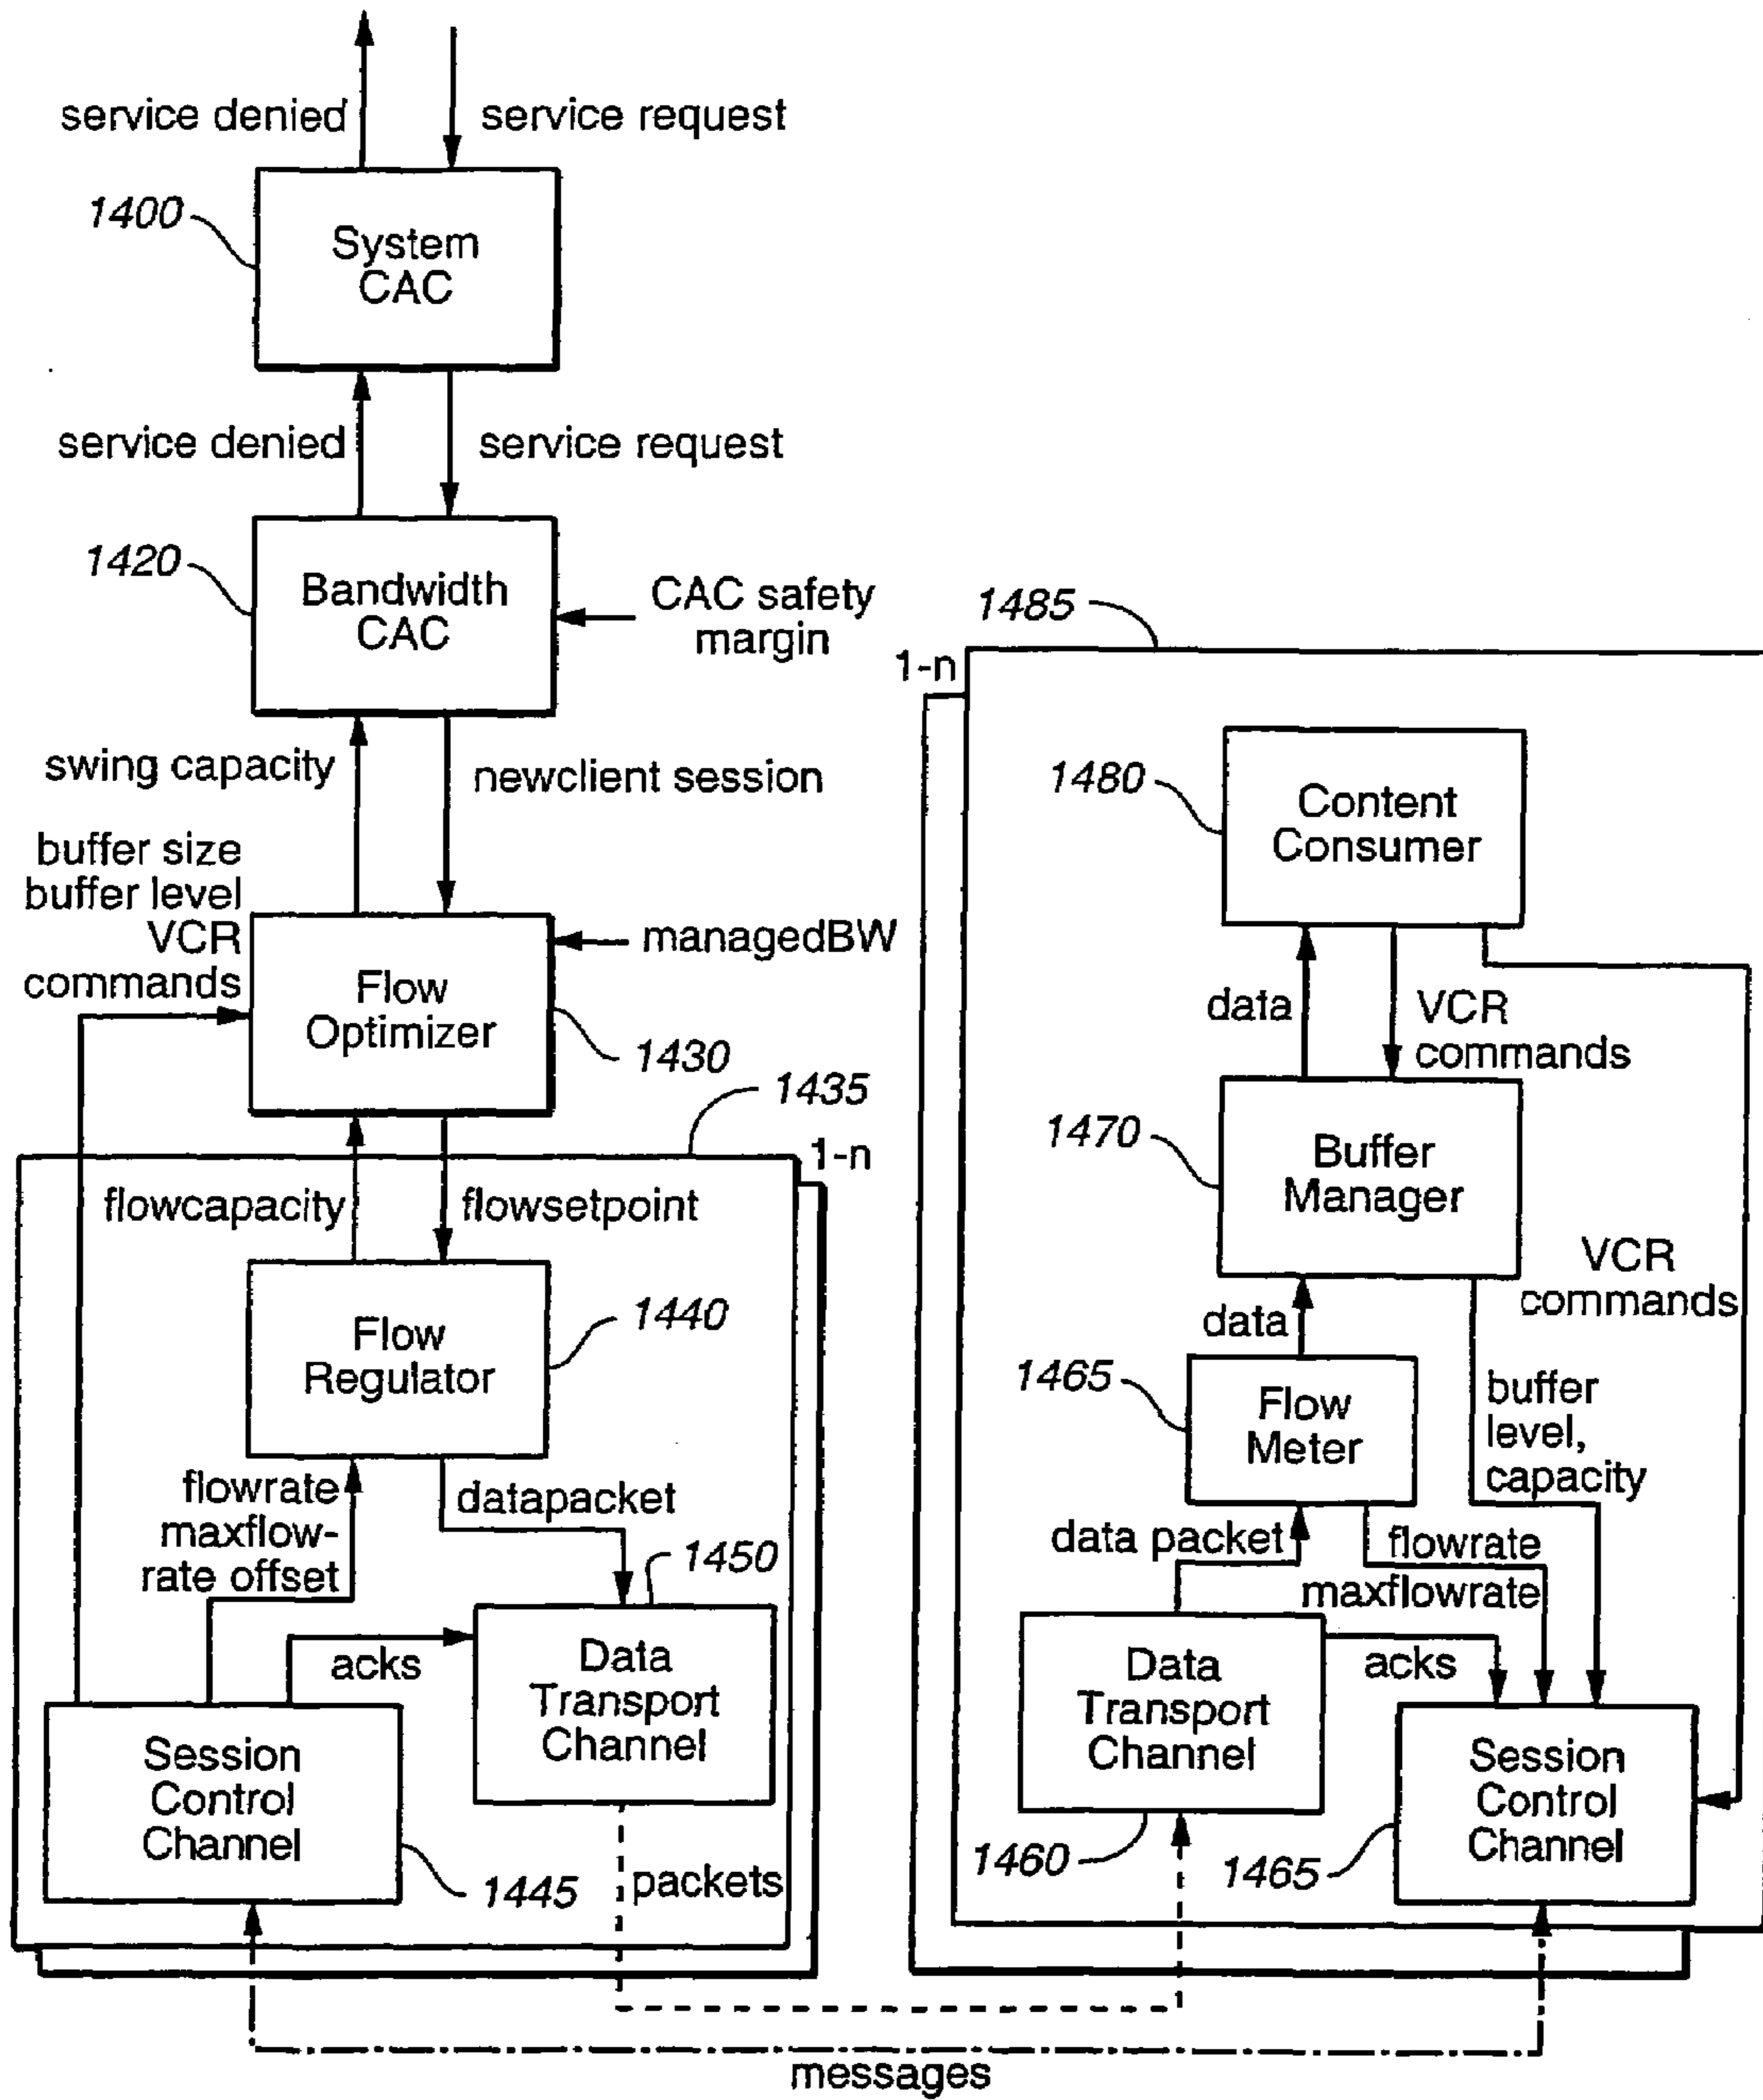 service denied
service request
1400
System
CAC
service denied
service request
1420
Bandwidth
CAC
CAC safety
margin
swing capacity
newclient session
buffer size
buffer level
VCR
commands
managedBW
Flow
Optimizer
1430
1435
1-n
flowcapacity
flowsetpoint
Flow
Regulator
1440
flowrate
maxflow-
rate offset
datapacket
1450
acks
Data
Transport
Channel
Session
Control
Channel
1445
packets
1485
1-n
1480
Content
Consumer
data
VCR
commands
1470
Buffer
Manager
VCR
commands
data
1465
Flow
Meter
buffer
level,
capacity
data packet
flowrate
maxflowrate
Data
Transport
Channel
acks
Session
Control
Channel
1460
1465
messages